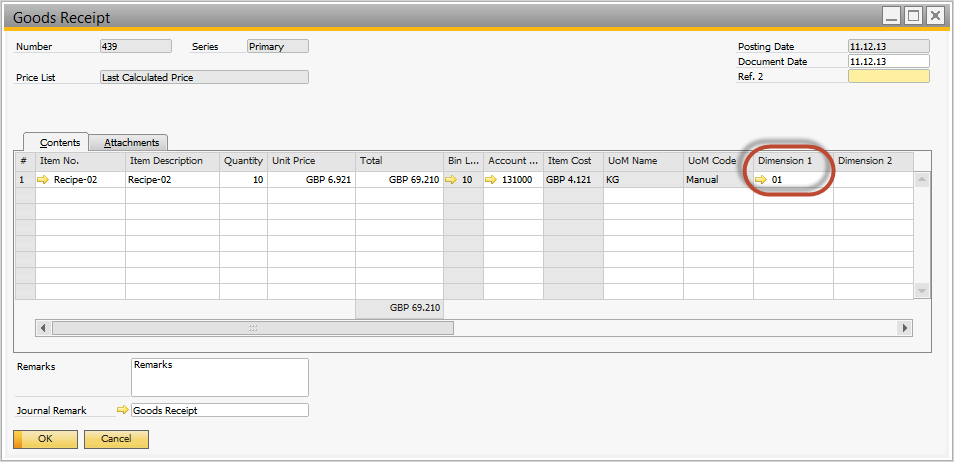 Goods Receipt
Number 439 Series Primary Posting Date 11.12.13
Document Date 11.12.13
Price List Last Calculated Price Ref. 2
Contents Attachments
# Item No. Item Description Quantity Unit Price Total Bin L... Account ... Item Cost UoM Name UoM Code Dimension 1 Dimension 2
1 Recipe-02 Recipe-02 10 GBP 6.921 GBP 69.210 10 131000 GBP 4.121 KG Manual 01
GBP 69.210
Remarks Remarks
Journal Remark Goods Receipt
OK Cancel